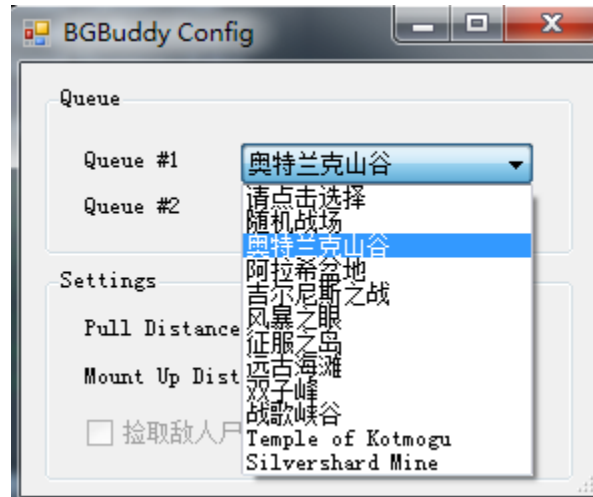 BGBuddy Config
Queue
Queue #1
奥特兰克山谷
Queue #2
请点击选择
随机战场
奥特兰克山谷
阿拉希盆地
吉尔尼斯之战
风暴之眼
征服之岛
远古海滩
双子峰
战歌峡谷
Temple of Kotmogu
Silvershard Mine
Settings
Pull Distance
Mount Up Dist
捡取敌人尸